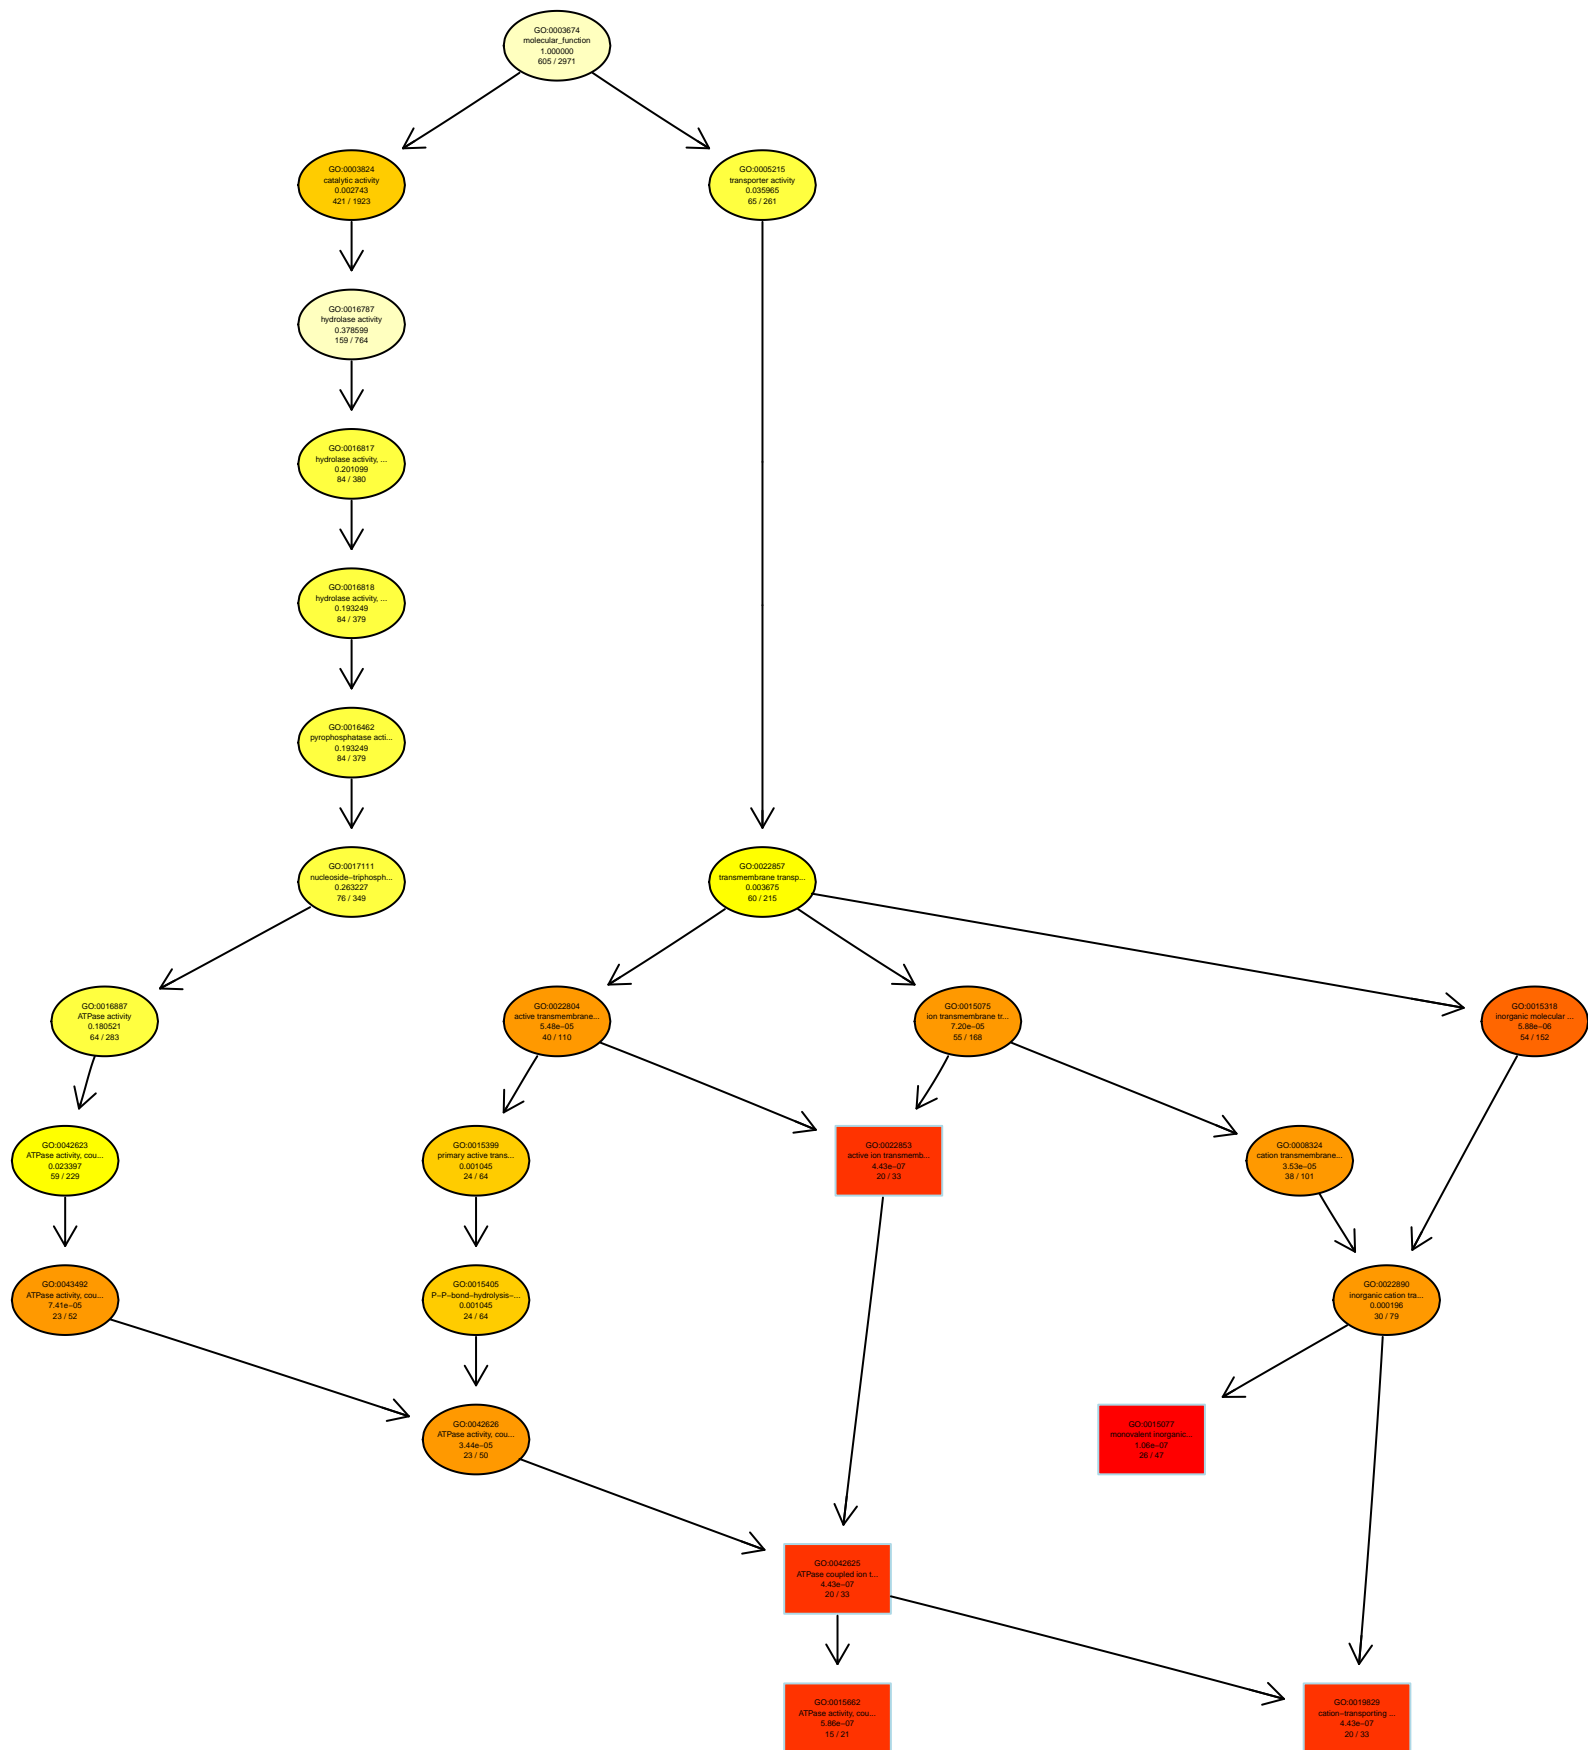 GO:0003674
molecular_function
1.000000
605 / 2971
GO:0003824
catalytic activity
0.002743
421 / 1923
GO:0005215
transporter activity
0.035965
65 / 261
GO:0016787
hydrolase activity
0.378599
159 / 764
GO:0016817
hydrolase activity, ...
0.201099
84 / 380
GO:0016818
hydrolase activity, ...
0.193249
84 / 379
GO:0016462
pyrophosphatase acti...
0.193249
84 / 379
GO:0017111
nucleoside−triphosph...
0.263227
76 / 349
GO:0022857
transmembrane transp...
0.003675
60 / 215
GO:0016887
ATPase activity
0.180521
64 / 283
GO:0022804
active transmembrane...
5.48e−05
40 / 110
GO:0015075
ion transmembrane tr...
7.20e−05
55 / 168
GO:0015318
inorganic molecular ...
5.88e−06
54 / 152
GO:0042623
ATPase activity, cou...
0.023397
59 / 229
GO:0015399
primary active trans...
0.001045
24 / 64
GO:0022853
active ion transmemb...
4.43e−07
20 / 33
GO:0008324
cation transmembrane...
3.53e−05
38 / 101
GO:0043492
ATPase activity, cou...
7.41e−05
23 / 52
GO:0015405
P−P−bond−hydrolysis−...
0.001045
24 / 64
GO:0022890
inorganic cation tra...
0.000196
30 / 79
GO:0042626
ATPase activity, cou...
3.44e−05
23 / 50
GO:0015077
monovalent inorganic...
1.06e−07
26 / 47
GO:0042625
ATPase coupled ion t...
4.43e−07
20 / 33
GO:0015662
ATPase activity, cou...
5.86e−07
15 / 21
GO:0019829
cation−transporting ...
4.43e−07
20 / 33